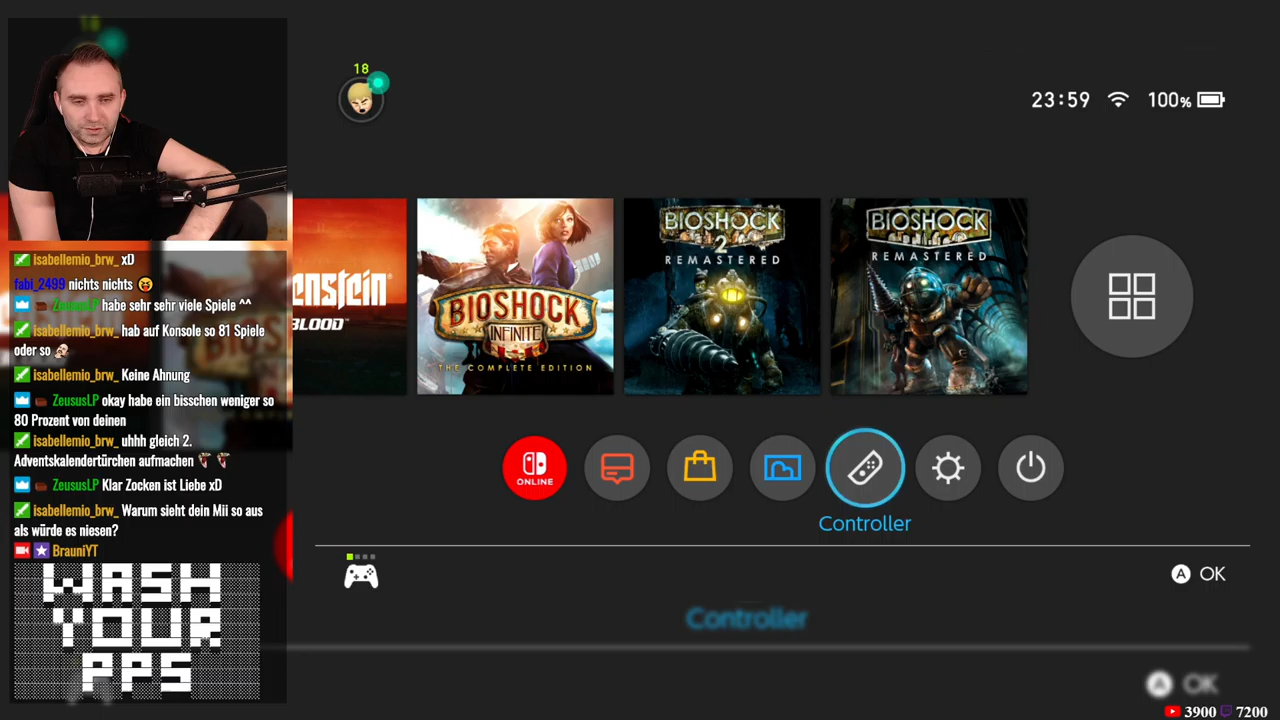 18
23:59 100%
enstein®
BLOOD™
BIOSHOCK
INFINITE
THE COMPLETE EDITION
BIOSHOCK
2
REMASTERED
BIOSHOCK
REMASTERED
ONLINE
Controller
A OK
Controller
A OK
isabellemio_brw_ xD
fabi_2499 nichts nichts
ZeususLP habe sehr sehr viele Spiele ^^
isabellemio_brw_ hab auf Konsole so 81 Spiele
oder so
isabellemio_brw_ Keine Ahnung
ZeususLP okay habe ein bisschen weniger so
80 Prozent von deinen
isabellemio_brw_ uhhh gleich 2.
Adventskalendertürchen aufmachen
ZeususLP Klar Zocken ist Liebe xD
isabellemio_brw_ Warum sieht dein Mii so aus
als würde es niesen?
BrauniYT
WASH
YOUR
PPS
3900 7200